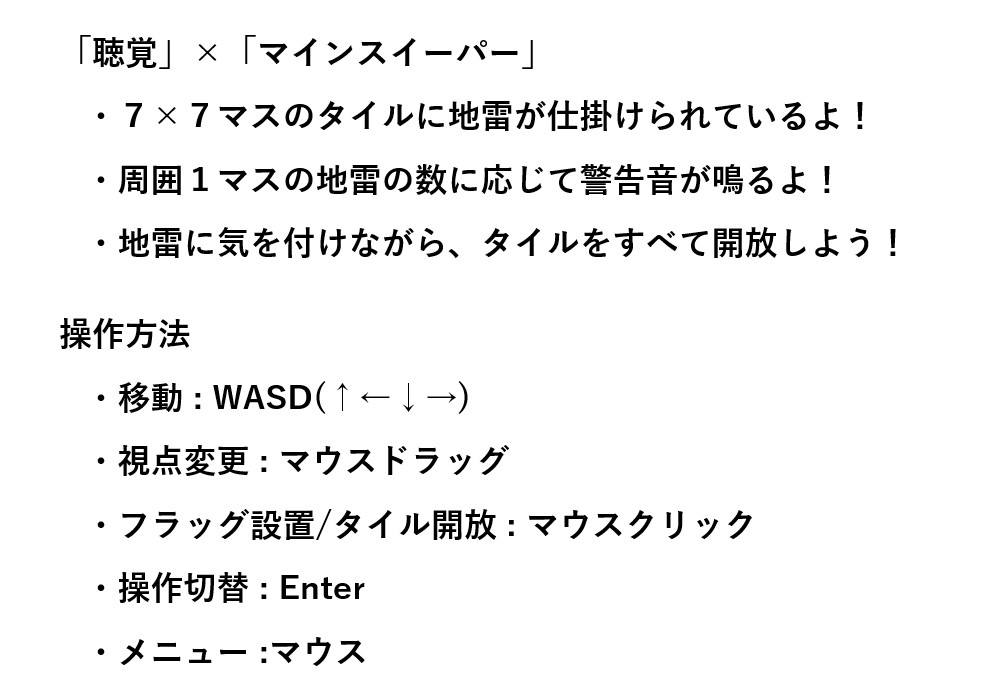 「聴覚」×「マインスイーパー」
・７×７マスのタイルに地雷が仕掛けられているよ！
・周囲１マスの地雷の数に応じて警告音が鳴るよ！
・地雷に気を付けながら、タイルをすべて開放しよう！
操作方法
・移動 : WASD(↑←↓→)
・視点変更 : マウスドラッグ
・フラッグ設置/タイル開放 : マウスクリック
・操作切替 : Enter
・メニュー :マウス